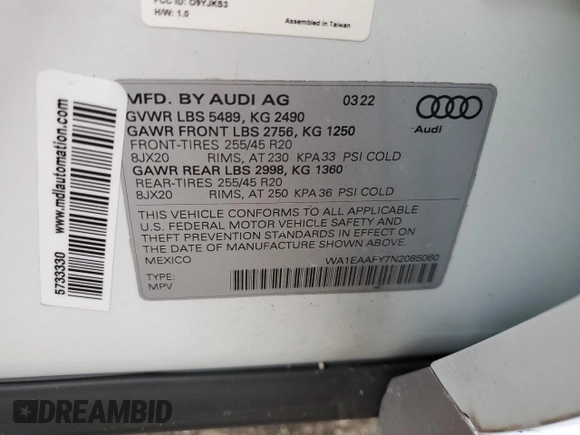 FCC ID: O9YJKS3
H/W: 1.0
Assembled in Taiwan
www.mdlautomation.com
5733330
MFD. BY AUDI AG 03 22
GVWR LBS 5489, KG 2490
GAWR FRONT LBS 2756, KG 1250
FRONT-TIRES 255/45 R20
8JX20 RIMS, AT 230 KPA 33 PSI COLD
GAWR REAR LBS 2998, KG 1360
REAR-TIRES 255/45 R20
8JX20 RIMS, AT 250 KPA 36 PSI COLD
Audi
THIS VEHICLE CONFORMS TO ALL APPLICABLE
U.S. FEDERAL MOTOR VEHICLE SAFETY AND
THEFT PREVENTION STANDARDS IN EFFECT ON
THE DATE OF MANUFACTURE SHOWN ABOVE.
MEXICO WA1EAAFY7N2085060
TYPE:
MPV
DREAMBID